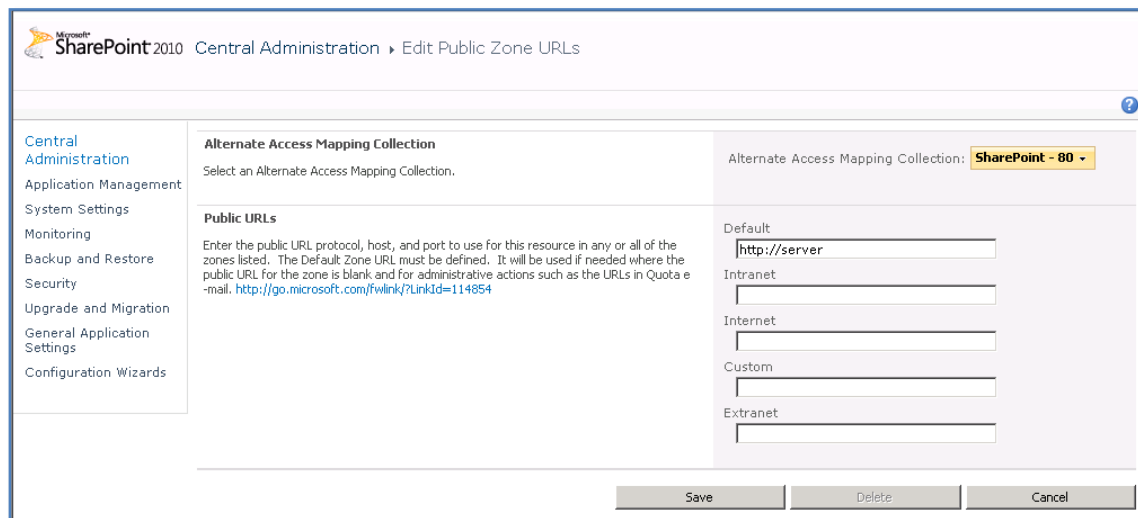 Microsoft
SharePoint 2010 Central Administration ▸ Edit Public Zone URLs
?
Central
Administration
Application Management
System Settings
Monitoring
Backup and Restore
Security
Upgrade and Migration
General Application
Settings
Configuration Wizards
Alternate Access Mapping Collection
Select an Alternate Access Mapping Collection.
Alternate Access Mapping Collection: SharePoint - 80
Public URLs
Enter the public URL protocol, host, and port to use for this resource in any or all of the
zones listed. The Default Zone URL must be defined. It will be used if needed where the
public URL for the zone is blank and for administrative actions such as the URLs in Quota e
-mail. http://go.microsoft.com/fwlink/?LinkId=114854
Default
http://server
Intranet
Internet
Custom
Extranet
Save Delete Cancel